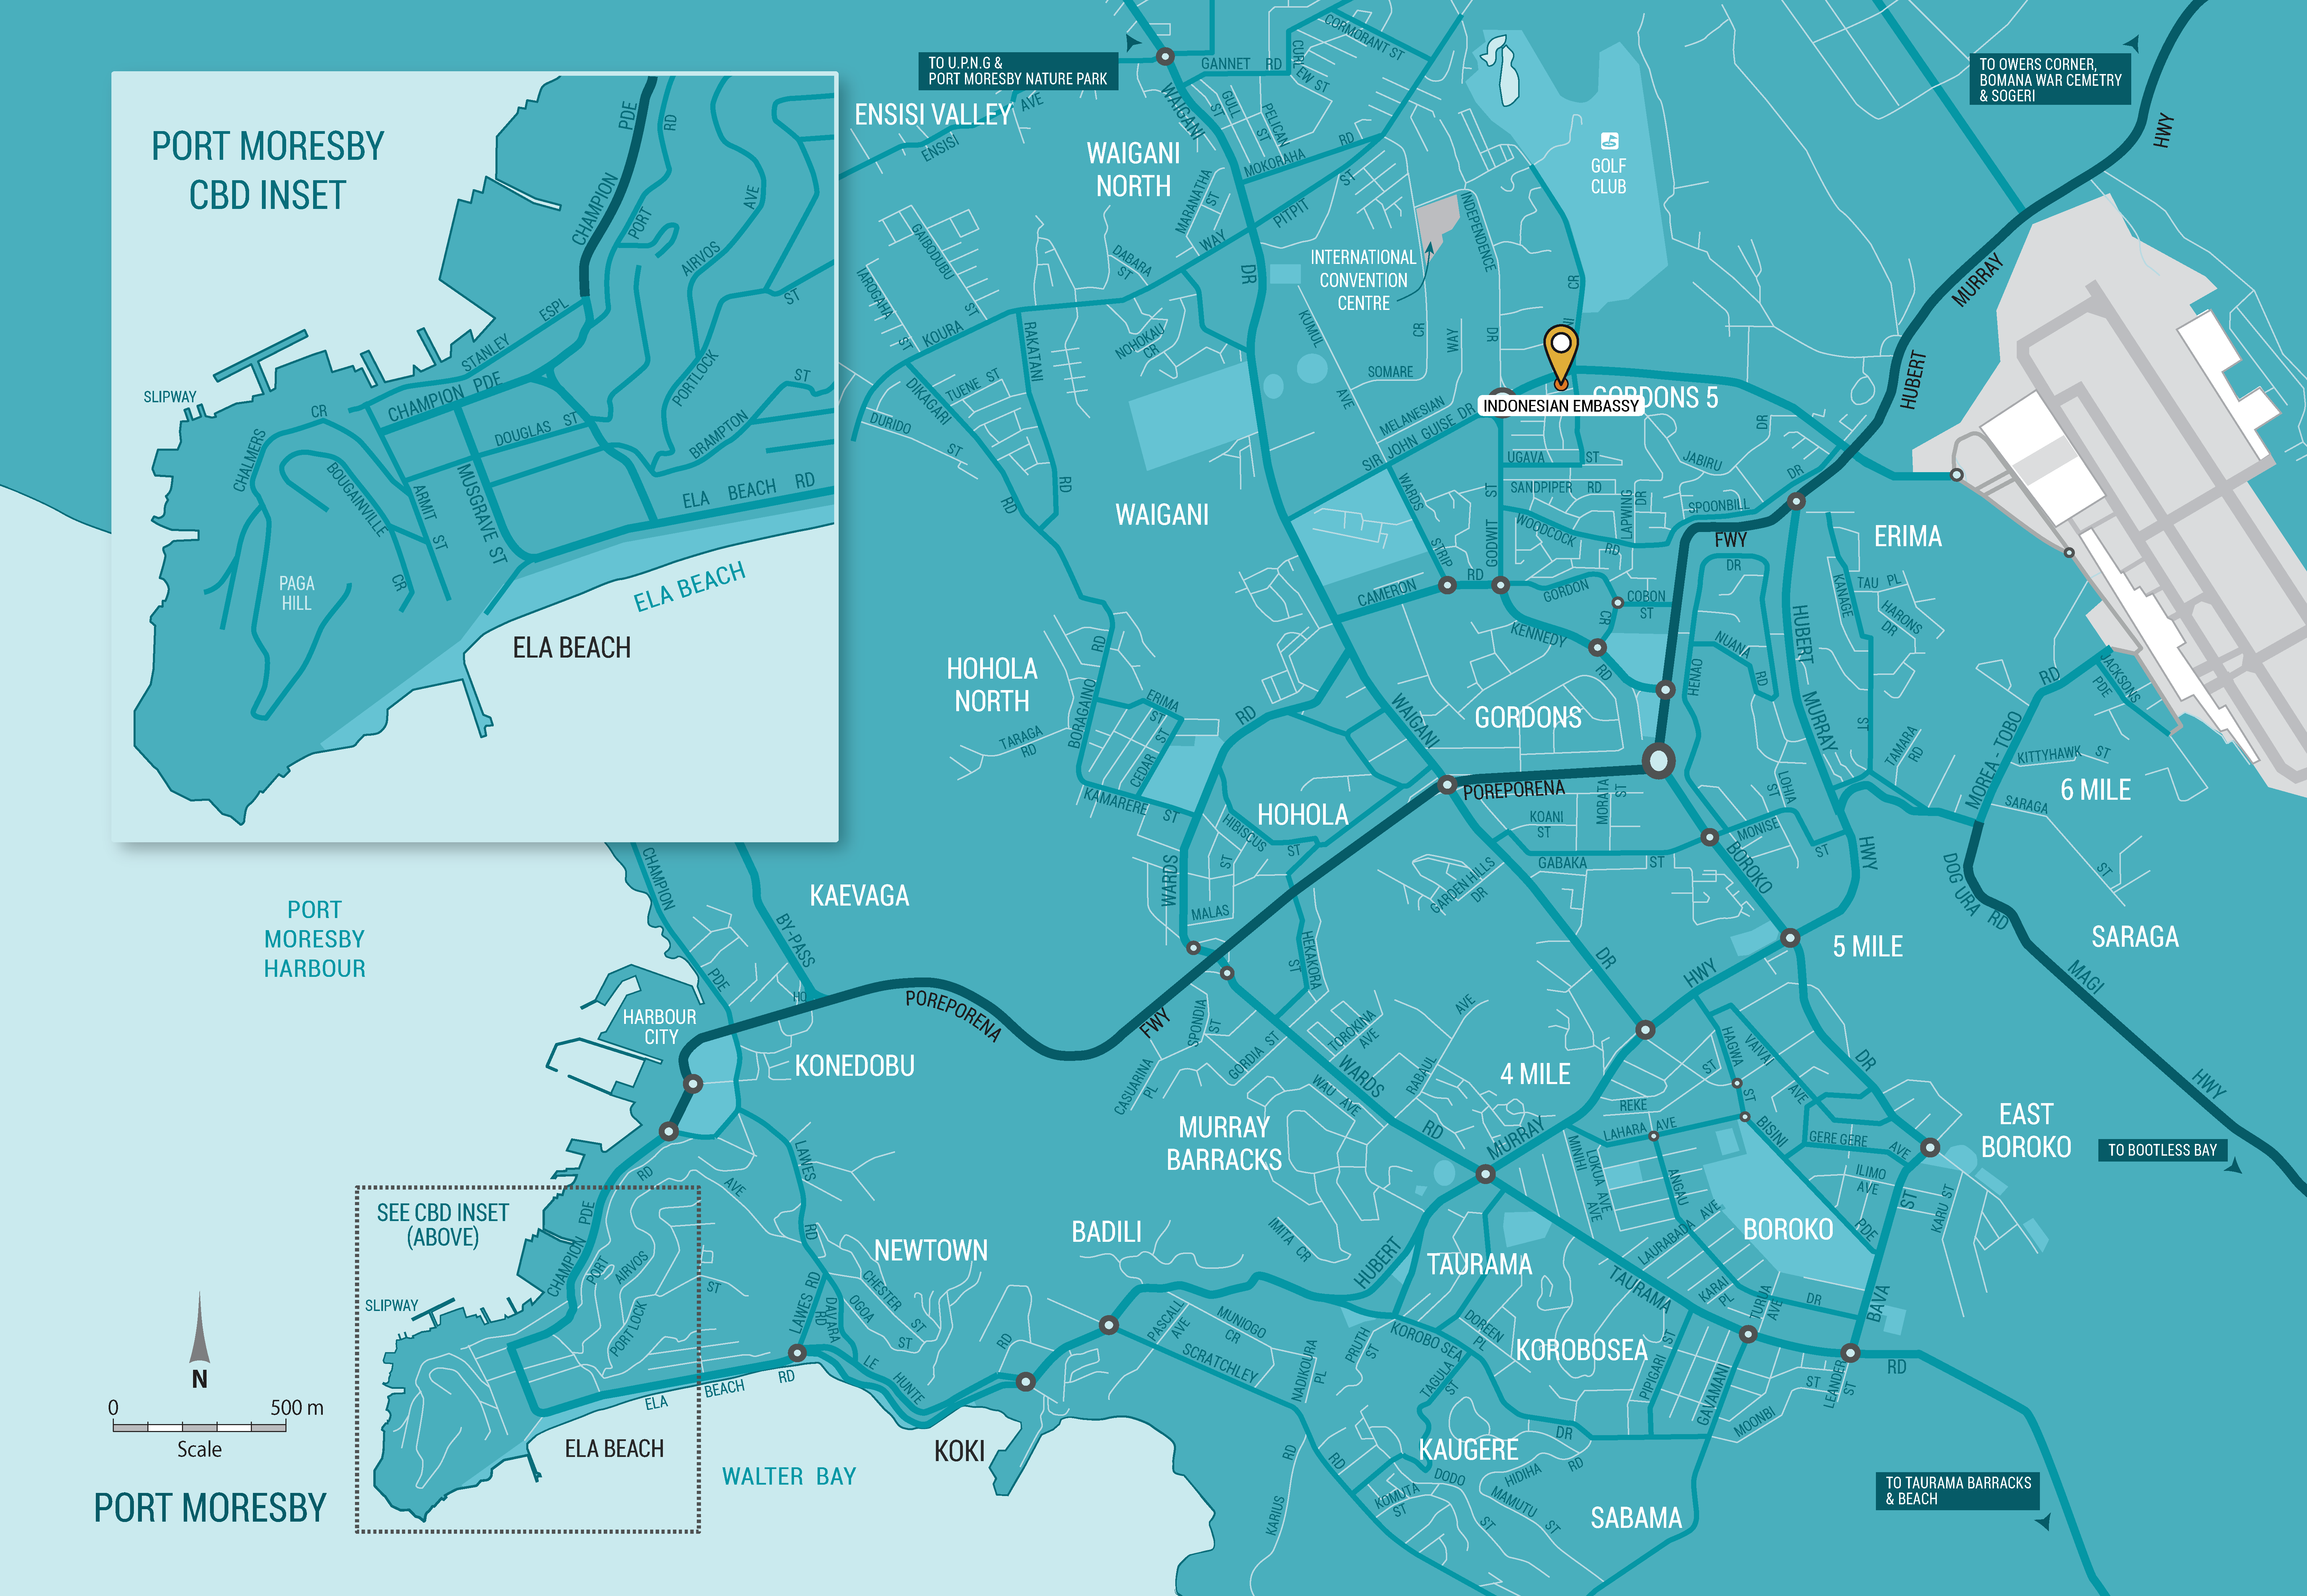 PORT MORESBY
CBD INSET
CHAMPION
PDE
PORT
RD
AIRVOS
AVE
ST
STANLEY
ESPL
CHAMPION PDE
SLIPWAY
CHALMERS
CR
BOUGAINVILLE
CR
ARMIT
ST
MUSGRAVE ST
DOUGLAS ST
PORTLOCK
BRAMPTON
ST
ELA BEACH RD
ELA BEACH
ELA BEACH
PAGA
HILL
TO U.P.N.G &
PORT MORESBY NATURE PARK
TO OWERS CORNER,
BOMANA WAR CEMETRY
& SOGERI
ENSISI VALLEY
ENSISI
AVE
WAIGANI
NORTH
WAIGANI
DR
GANNET RD
CURLEW ST
CORMORANT ST
GULL
ST
PELICAN
ST
MOKORAHA
RD
MARANATHA
ST
PITPIT
ST
WAY
DABARA
ST
GAIBODUBU
ST
IAROGAHA
ST
KOURA
RAKATANI
RD
NOHOKAU
CR
DIKAGARI
RD
TUENE ST
DURIDO
ST
WAIGANI
GOLF
CLUB
INTERNATIONAL
CONVENTION
CENTRE
INDEPENDENCE
DR
CR
WAY
CR
NI
KUMUL
AVE
SOMARE
MELANESIAN
SIR JOHN GUISE DR
INDONESIAN EMBASSY
GORDONS 5
UGAVA ST
SANDPIPER RD
WOODCOCK
RD
LAPWING
DR
JABIRU
DR
SPOONBILL
DR
GODWIT
ST
WARDS
STRIP
CAMERON
RD
GORDON
CR
COBON
ST
KENNEDY
RD
FWY
DR
HENAO
NUANA
RD
HUBERT
MURRAY
HWY
ERIMA
KANAGE
ST
TAU PL
HARONS
DR
TAMARA
RD
HUBERT
MURRAY
HWY
JACKSONS
PDE
MOREA - TOBO
RD
KITTYHAWK ST
SARAGA
ST
6 MILE
SARAGA
DOGURA
RD
MAGI
HWY
TO BOOTLESS BAY
HOHOLA
NORTH
BORAGAINO
RD
TARAGA
RD
ERIMA
ST
CEDAR
ST
KAMARERE
ST
RD
WAIGANI
DR
GORDONS
HOHOLA
HIBISCUS
ST
ST
WARDS
MALAS
HEKAKORA
ST
POREPORENA
KOANI
ST
MORATA
ST
GABAKA ST
GARDEN HILLS
DR
LOHIA
ST
MONISE
ST
BOROKO
DR
5 MILE
HWY
KAEVAGA
CHAMPION
PDE
BY-PASS
HQ
PORT
MORESBY
HARBOUR
HARBOUR
CITY
KONEDOBU
POREPORENA
FWY
SPONDIA
ST
CASUARINA
PL
GORDIA ST
TOROKINA
AVE
WAU AVE
WARDS
RD
RABAUL
AVE
4 MILE
MURRAY
BARRACKS
MURRAY
REKE
ST
LAHARA AVE
HAGWA
ST
VAIVAI
AVE
BISINI
PDE
GEREGERE
AVE
ILIMO
AVE
KARU ST
ST
BAVA
EAST
BOROKO
MINIHI
AVE
LOKUA AVE
ANGAU
DR
LAURABADA AVE
BOROKO
KARAI
PL
TURUA
AVE
TAURAMA
RD
SEE CBD INSET
(ABOVE)
CHAMPION
PDE
RD
PORT
AIRVOS
AVE
PORTLOCK
ST
SLIPWAY
LAWES
RD
LAWES RD
DAVARA
RD
OGOA
ST
CHESTER
ST
NEWTOWN
BADILI
IMITA CR
HUBERT
TAURAMA
PASCALL
AVE
MUNIOGO
CR
SCRATCHLEY
RD
NADIKOURA
PL
PRUTH
ST
KOROBOSEA
DR
DOREEN
PL
TAGULA
ST
KOROBOSEA
PIPIGARI
ST
GAVAMANI
MOONBI
ST
LEANDER
ST
LE
HUNTE
RD
ELA BEACH RD
ELA BEACH
KOKI
WALTER BAY
KARIUS
RD
KAUGERE
KOMUTA
ST
DODO
ST
HIDIHA
RD
MAMUTU
ST
SABAMA
TO TAURAMA BARRACKS
& BEACH
N
0 500 m
Scale
PORT MORESBY